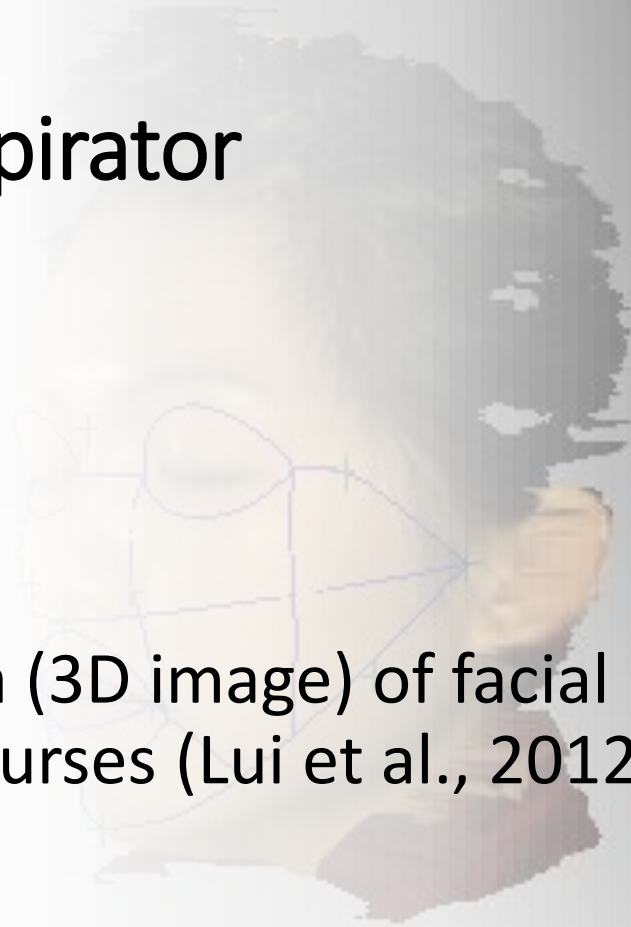 pirator
(3D image) of facial
urses (Lui et al., 2012